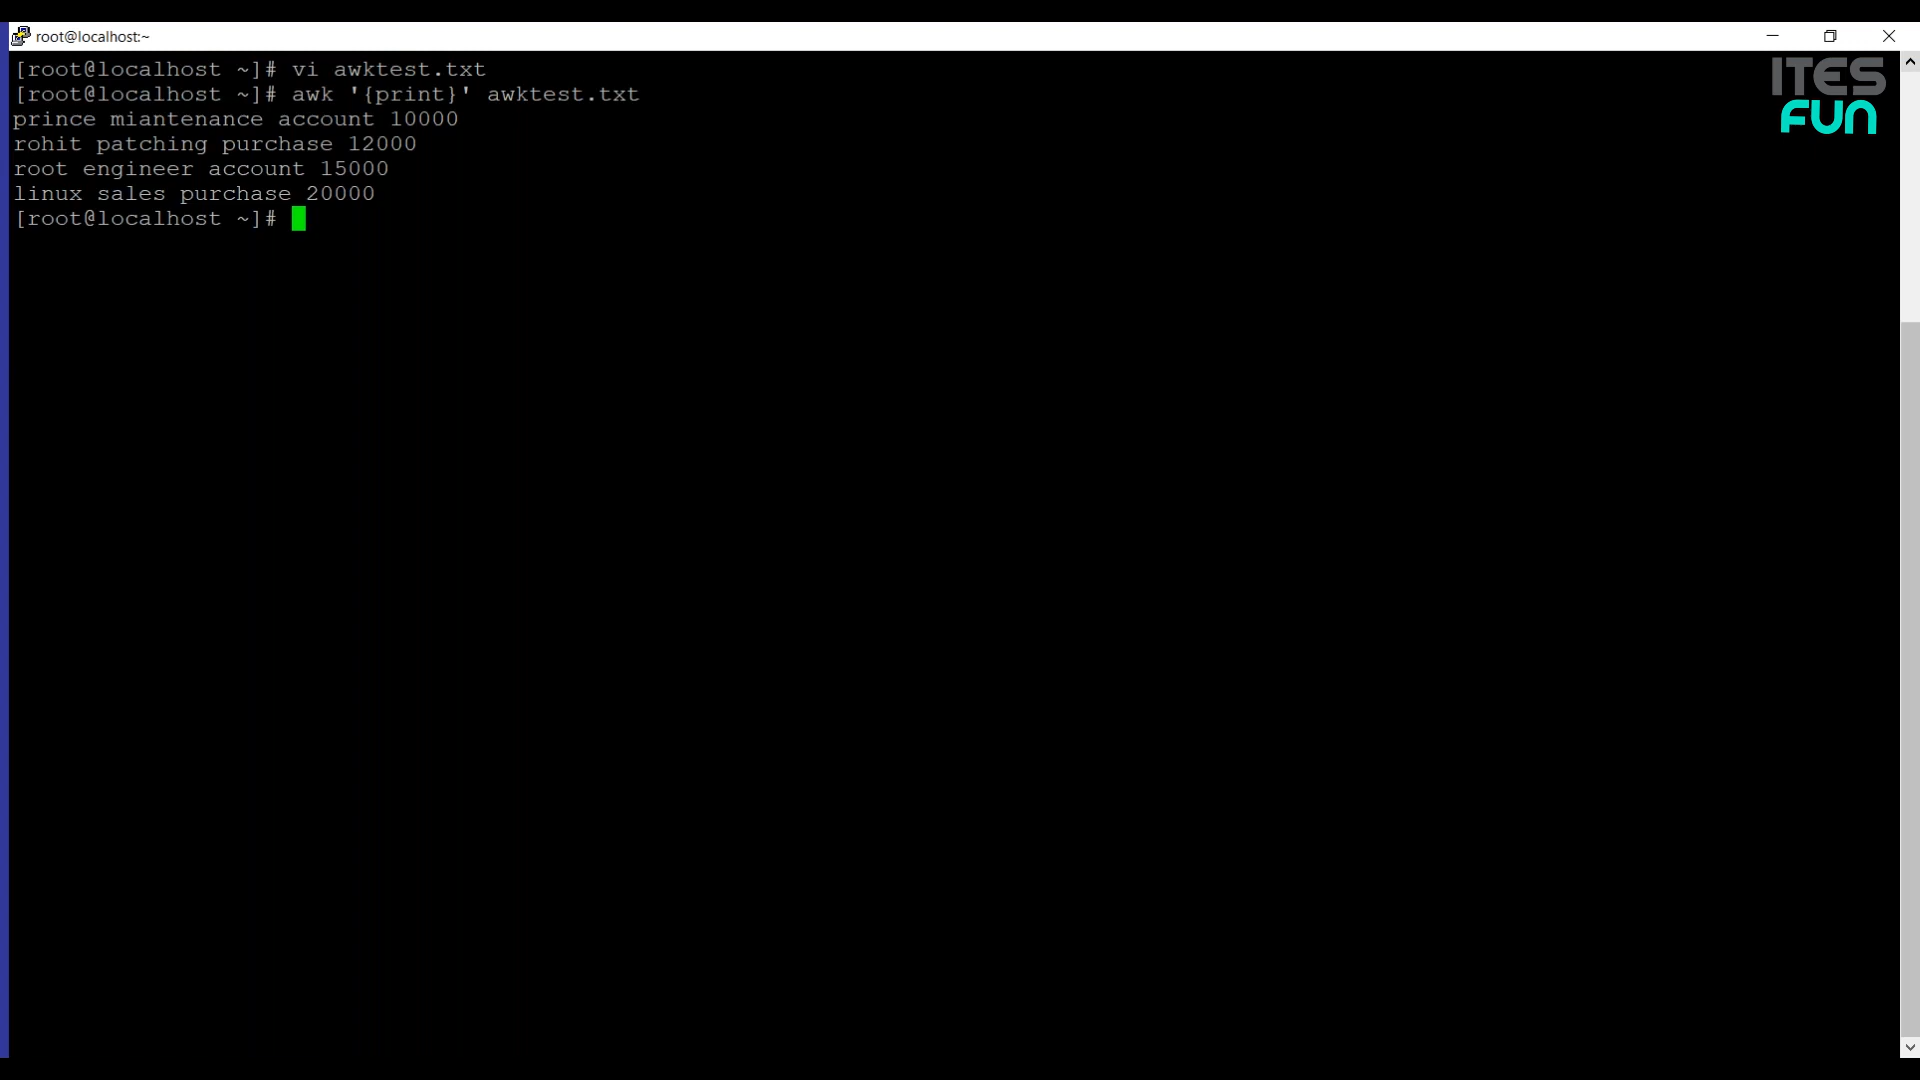 root@localhost:~
[root@localhost ~]# vi awktest.txt
[root@localhost ~]# awk '{print}' awktest.txt
prince miantenance account 10000
rohit patching purchase 12000
root engineer account 15000
linux sales purchase 20000
[root@localhost ~]#
ITES
FUN